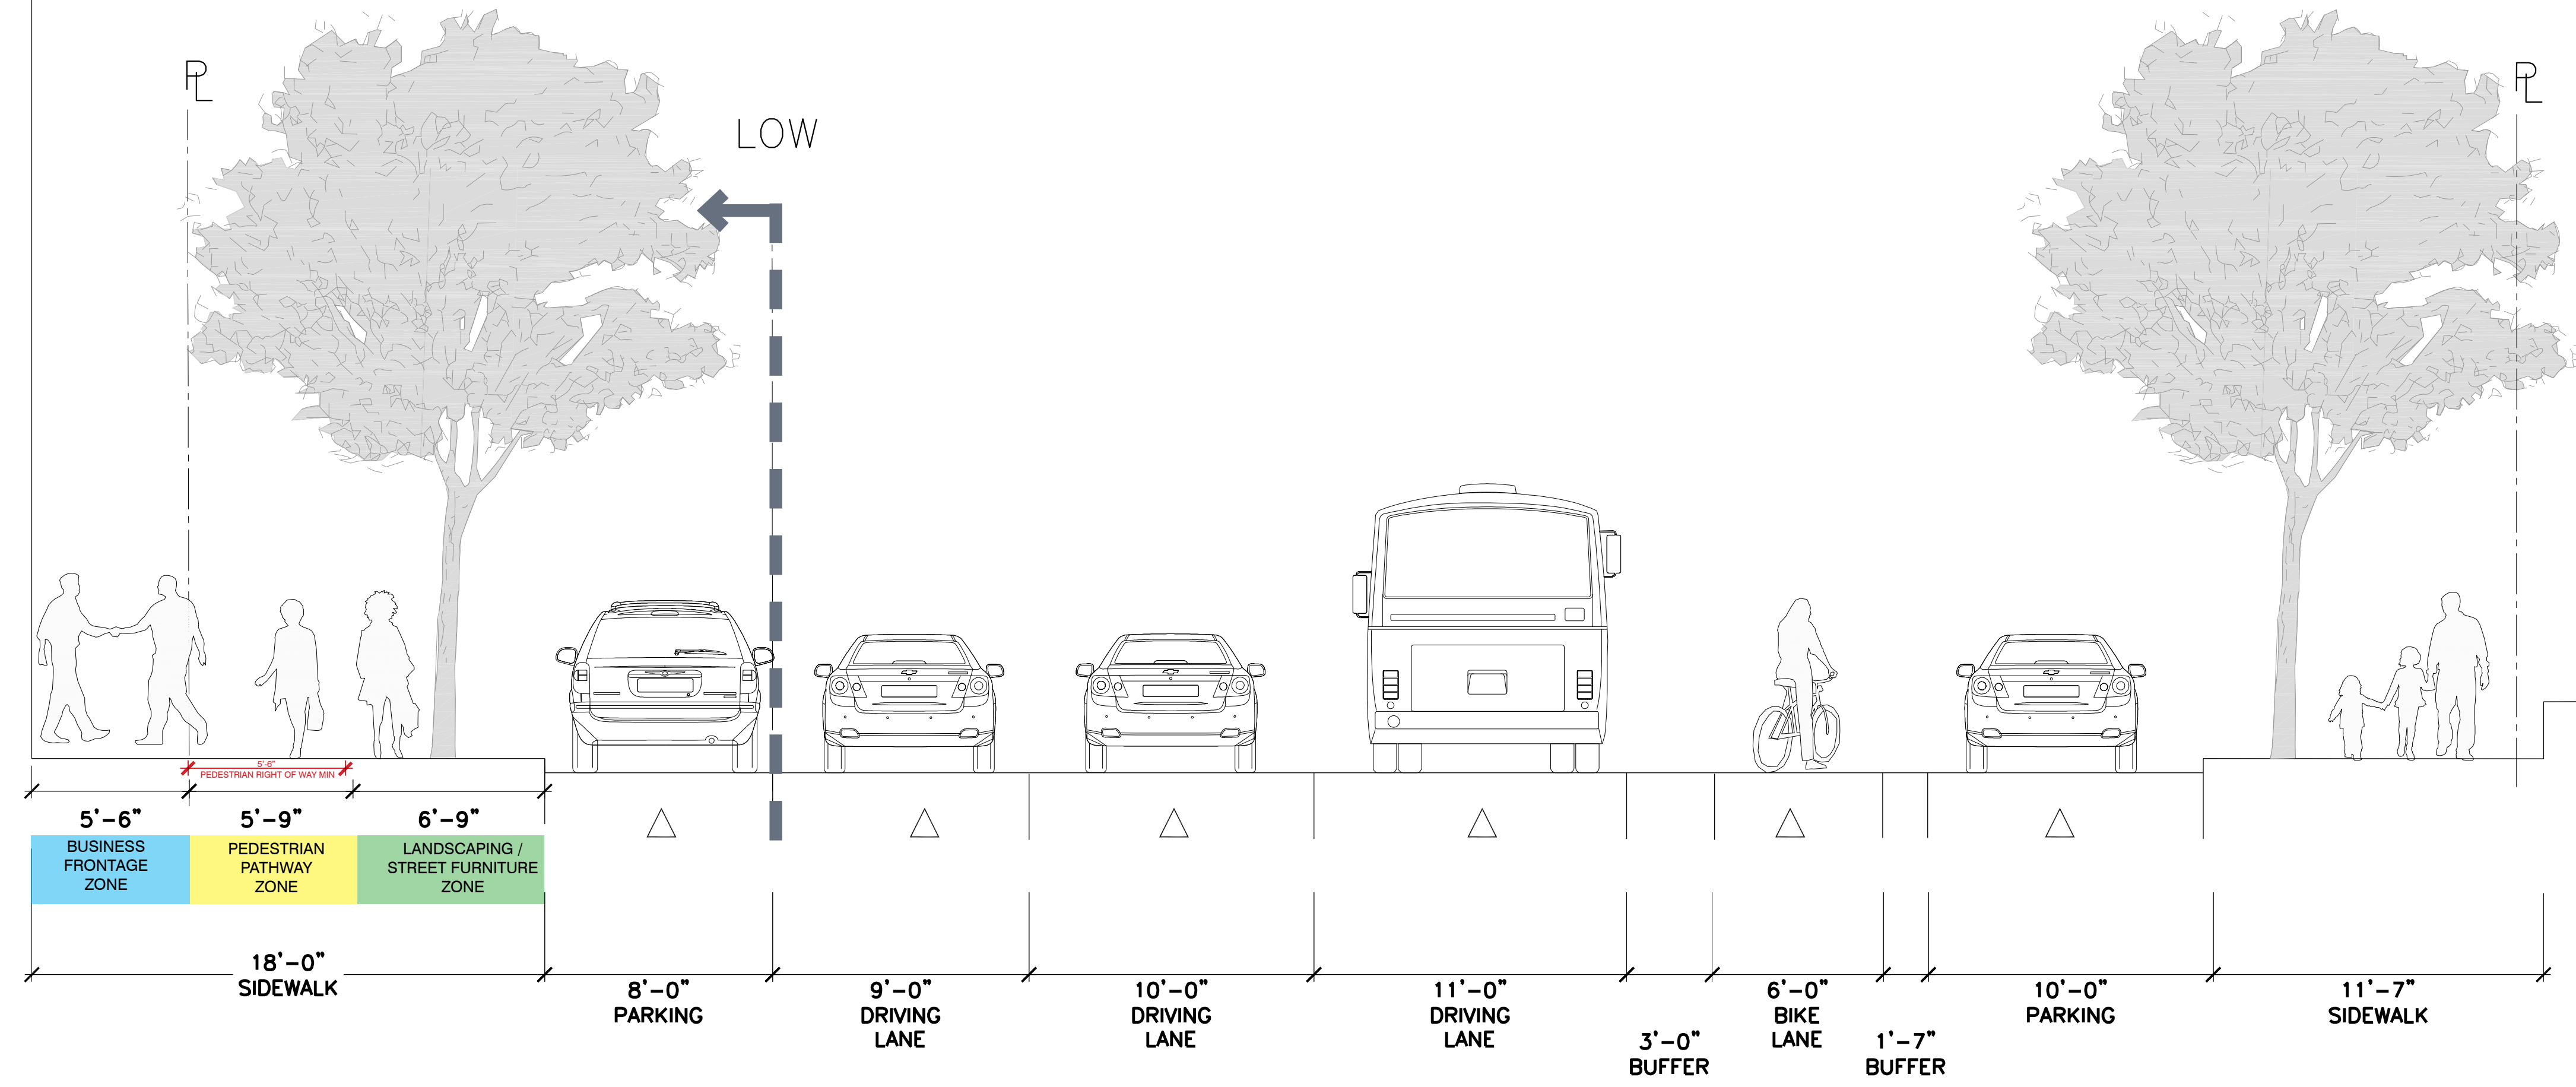 PL
PL
LOW
5'-6"
PEDESTRIAN RIGHT OF WAY MIN
5'-6"
5'-9"
6'-9"
BUSINESS
FRONTAGE
ZONE
PEDESTRIAN
PATHWAY
ZONE
LANDSCAPING /
STREET FURNITURE
ZONE
18'-0"
SIDEWALK
8'-0"
PARKING
9'-0"
DRIVING
LANE
10'-0"
DRIVING
LANE
11'-0"
DRIVING
LANE
3'-0"
BUFFER
6'-0"
BIKE
LANE
1'-7"
BUFFER
10'-0"
PARKING
11'-7"
SIDEWALK